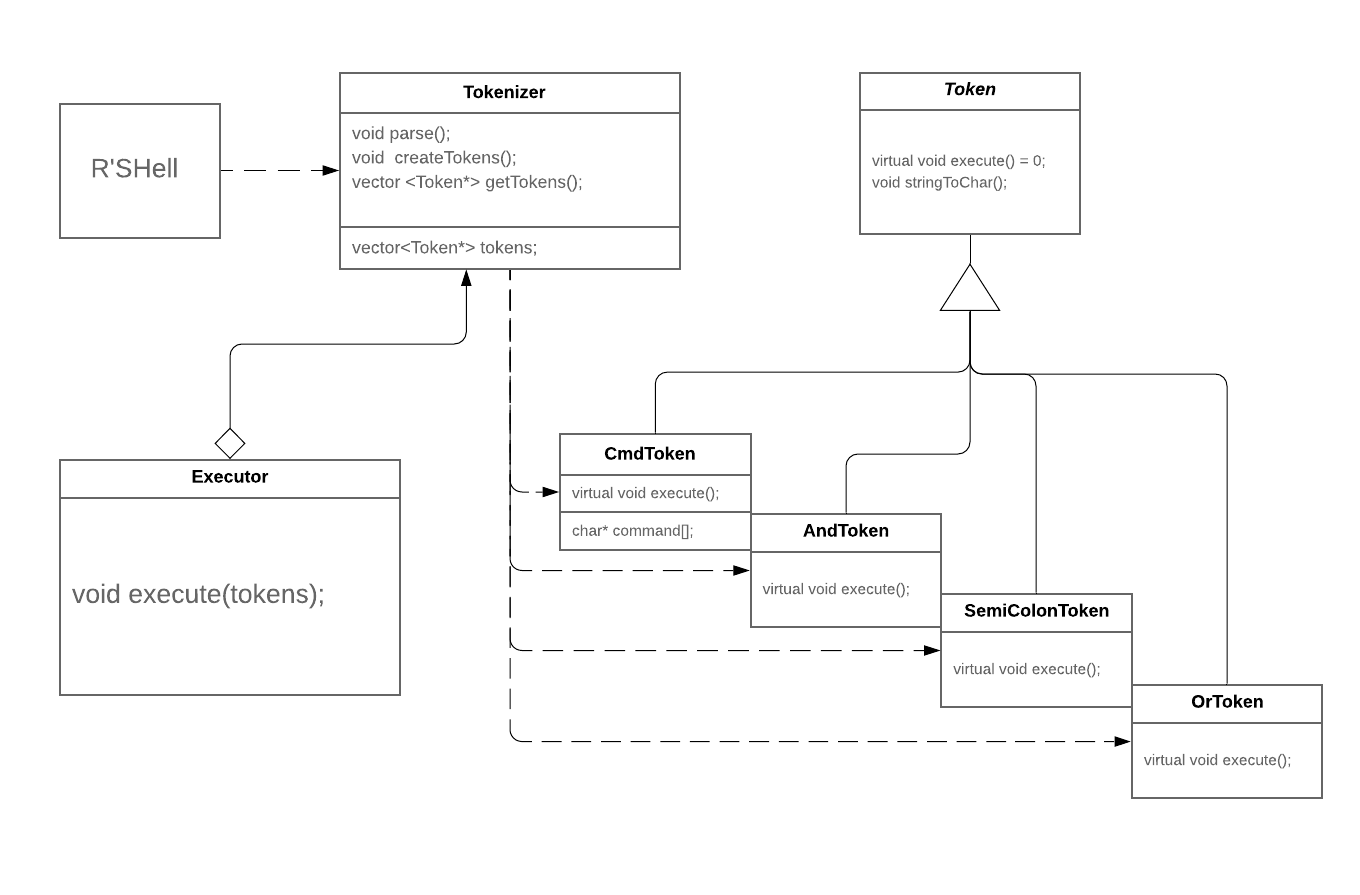 R'SHell
Tokenizer
void parse();
void  createTokens();
vector <Token*> getTokens();
vector<Token*> tokens;
Token
virtual void execute() = 0;
void stringToChar();
Executor
void execute(tokens);
CmdToken
virtual void execute();
char* command[];
AndToken
virtual void execute();
SemiColonToken
virtual void execute();
OrToken
virtual void execute();